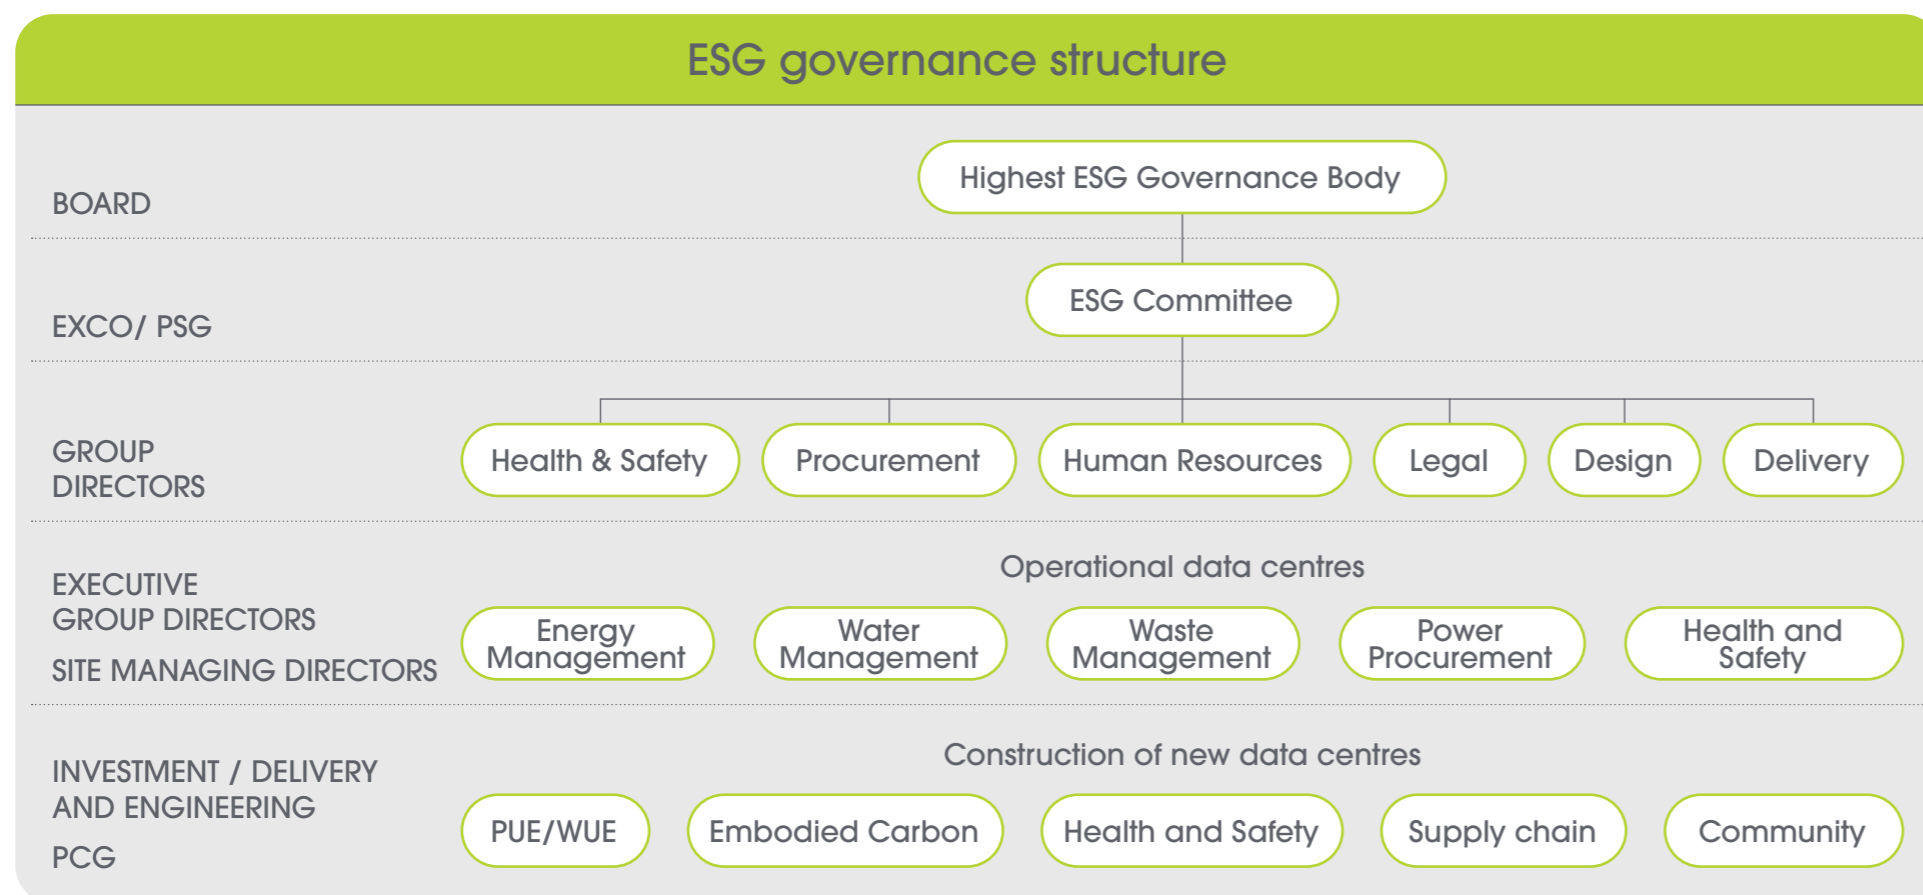 ESG governance structure
BOARD
Highest ESG Governance Body
EXCO/ PSG
ESG Committee
GROUP
DIRECTORS
Health & Safety
Procurement
Human Resources
Legal
Design
Delivery
EXECUTIVE
GROUP DIRECTORS
SITE MANAGING DIRECTORS
Operational data centres
Energy
Management
Water
Management
Waste
Management
Power
Procurement
Health and
Safety
INVESTMENT / DELIVERY
AND ENGINEERING
PCG
Construction of new data centres
PUE/WUE
Embodied Carbon
Health and Safety
Supply chain
Community